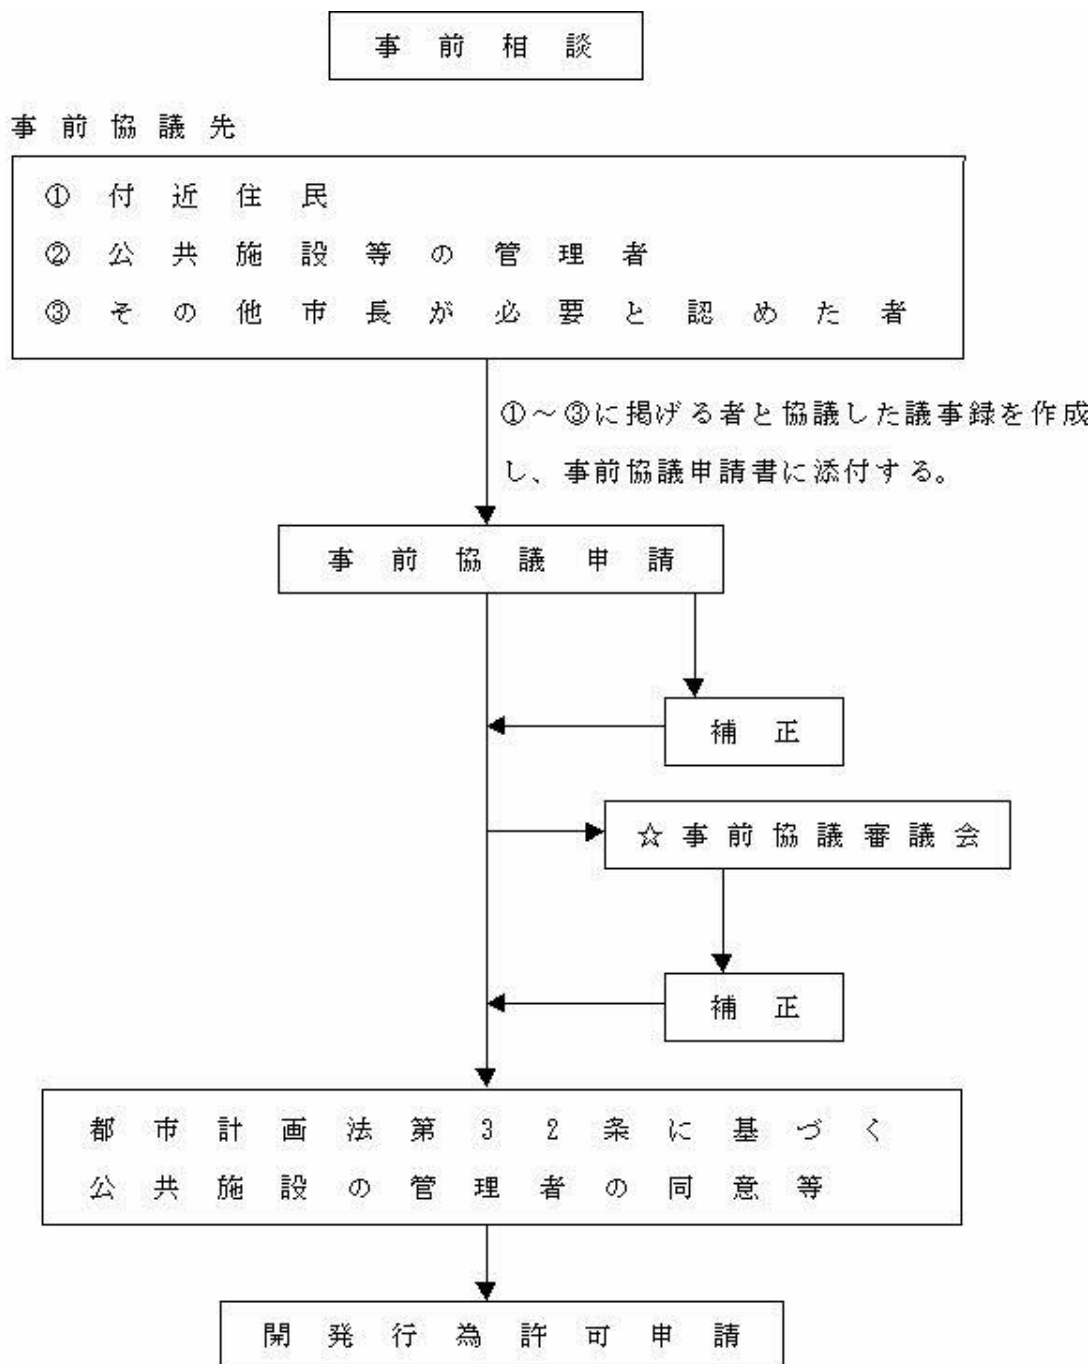 事前相談
事前協議先
①付近住民
②公共施設等の管理者
③その他市長が必要と認めた者
①～③に掲げる者と協議した議事録を作成
し、事前協議申請書に添付する。
事前協議申請
補正
☆事前協議審議会
補正
都市計画法第32条に基づく
公共施設の管理者の同意等
開発行為許可申請